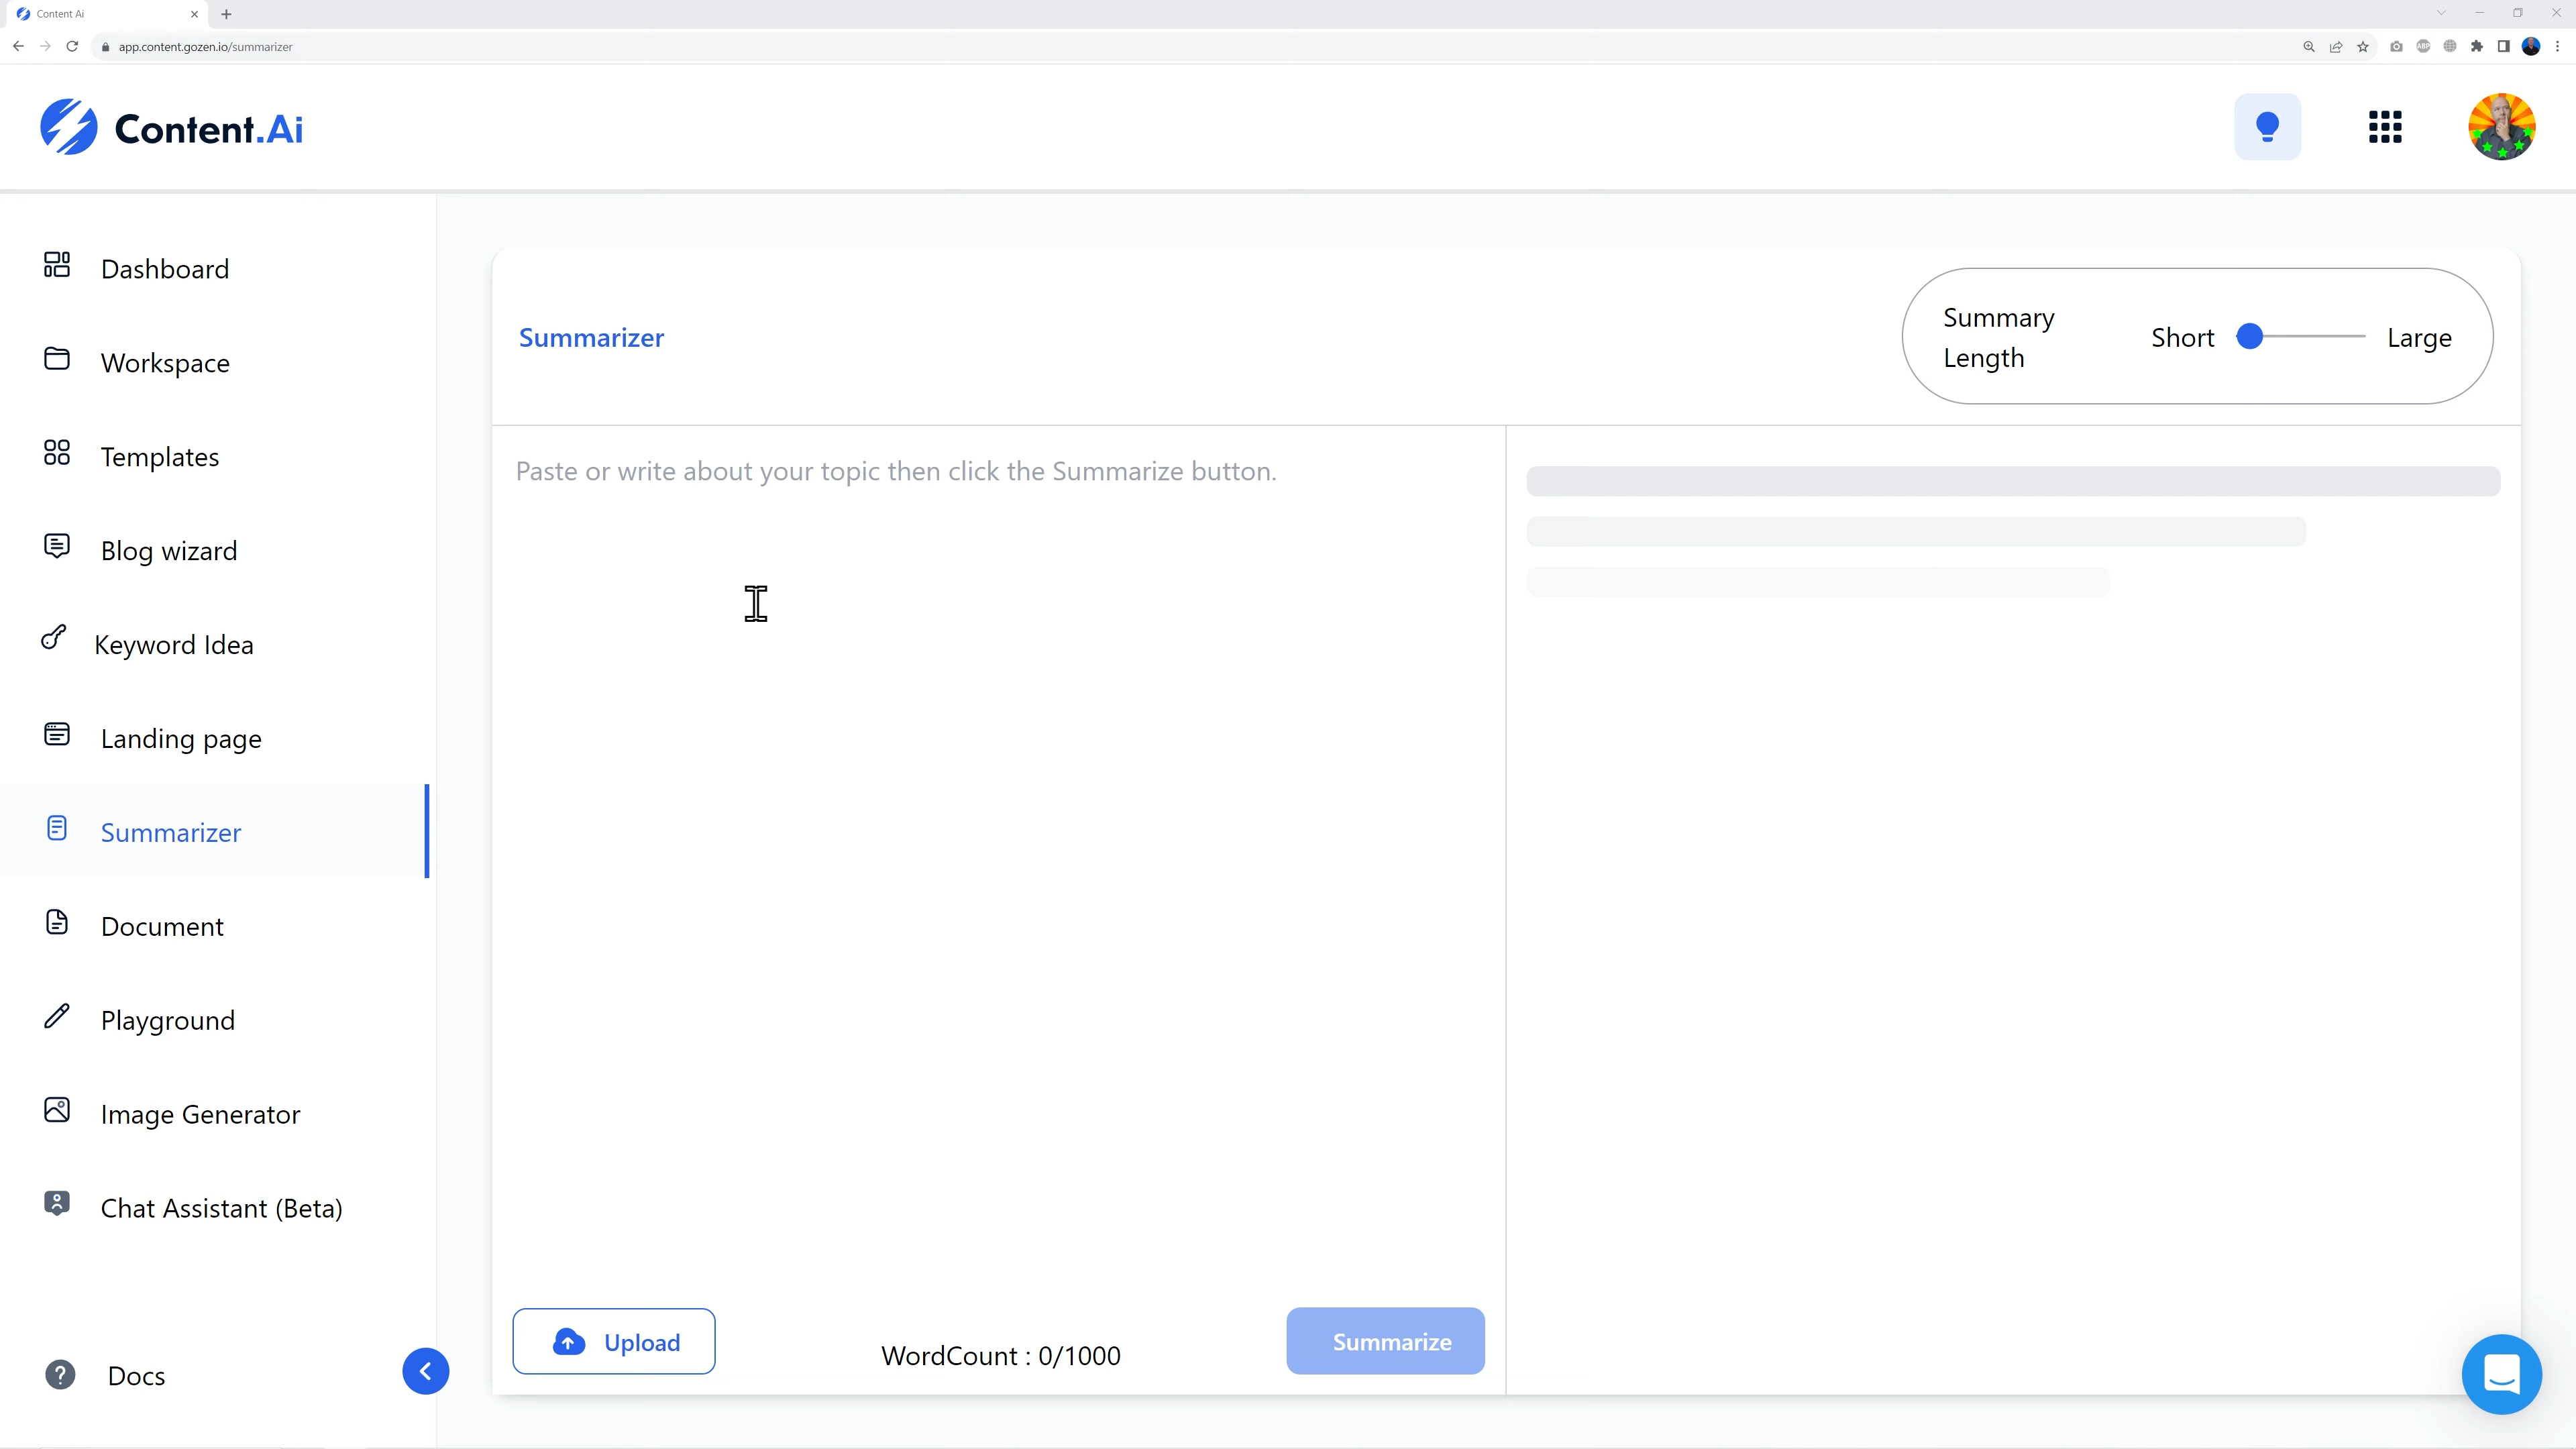 Content Ai
app.content.gozen.io/summarizer
ABP
Content.Ai
Dashboard
Workspace
Templates
Blog wizard
Keyword Idea
Landing page
Summarizer
Document
Playground
Image Generator
Chat Assistant (Beta)
Docs
Summarizer
Summary
Length
Short
Large
Paste or write about your topic then click the Summarize button.
Upload
WordCount : 0/1000
Summarize